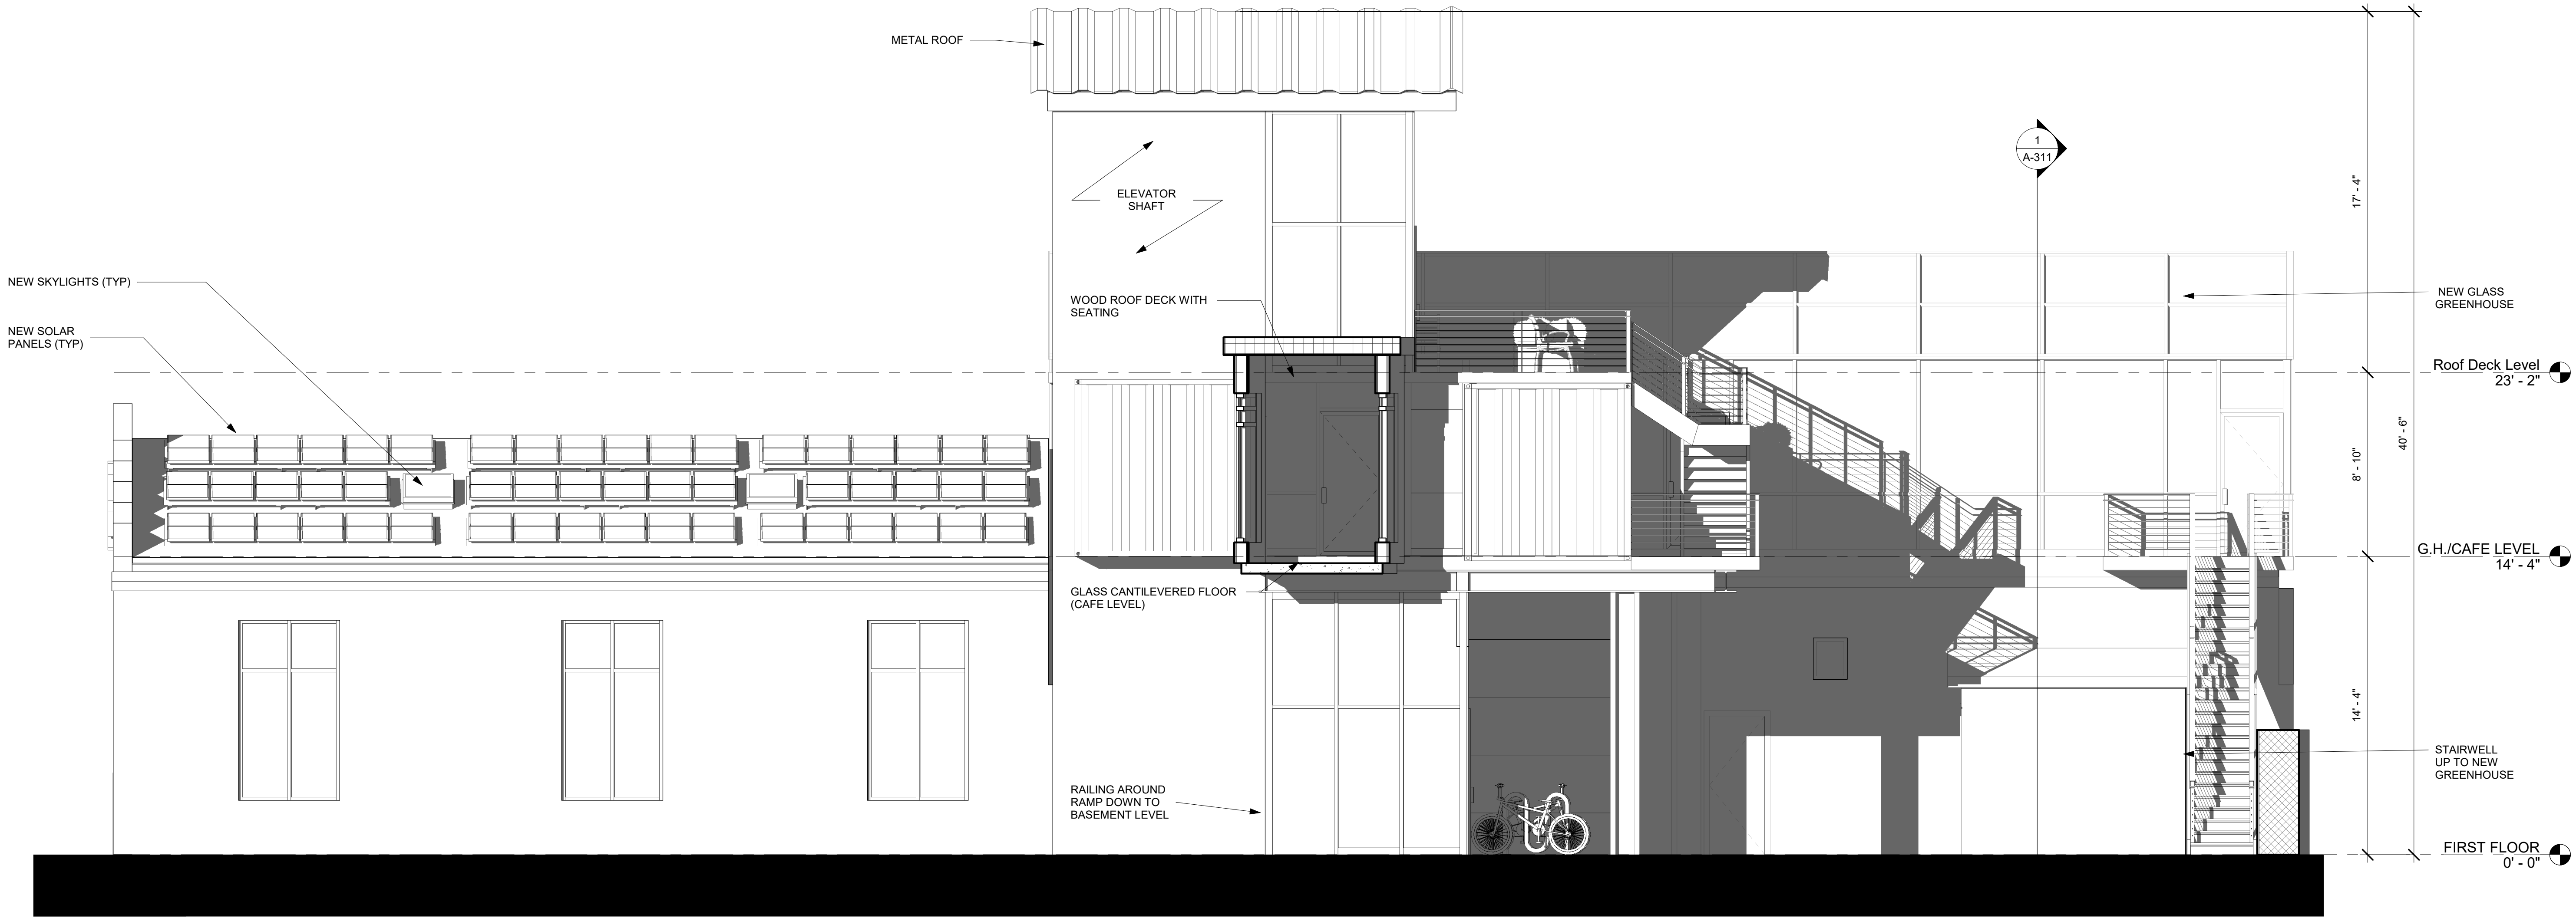 METAL ROOF
1
A-311
17' - 4"
ELEVATOR
SHAFT
NEW SKYLIGHTS (TYP)
WOOD ROOF DECK WITH
SEATING
NEW GLASS
GREENHOUSE
NEW SOLAR
PANELS (TYP)
Roof Deck Level
23' - 2"
40' - 6"
8' - 10"
G.H./CAFE LEVEL
14' - 4"
GLASS CANTILEVERED FLOOR
(CAFE LEVEL)
14' - 4"
STAIRWELL
UP TO NEW
GREENHOUSE
RAILING AROUND
RAMP DOWN TO
BASEMENT LEVEL
FIRST FLOOR
0' - 0"